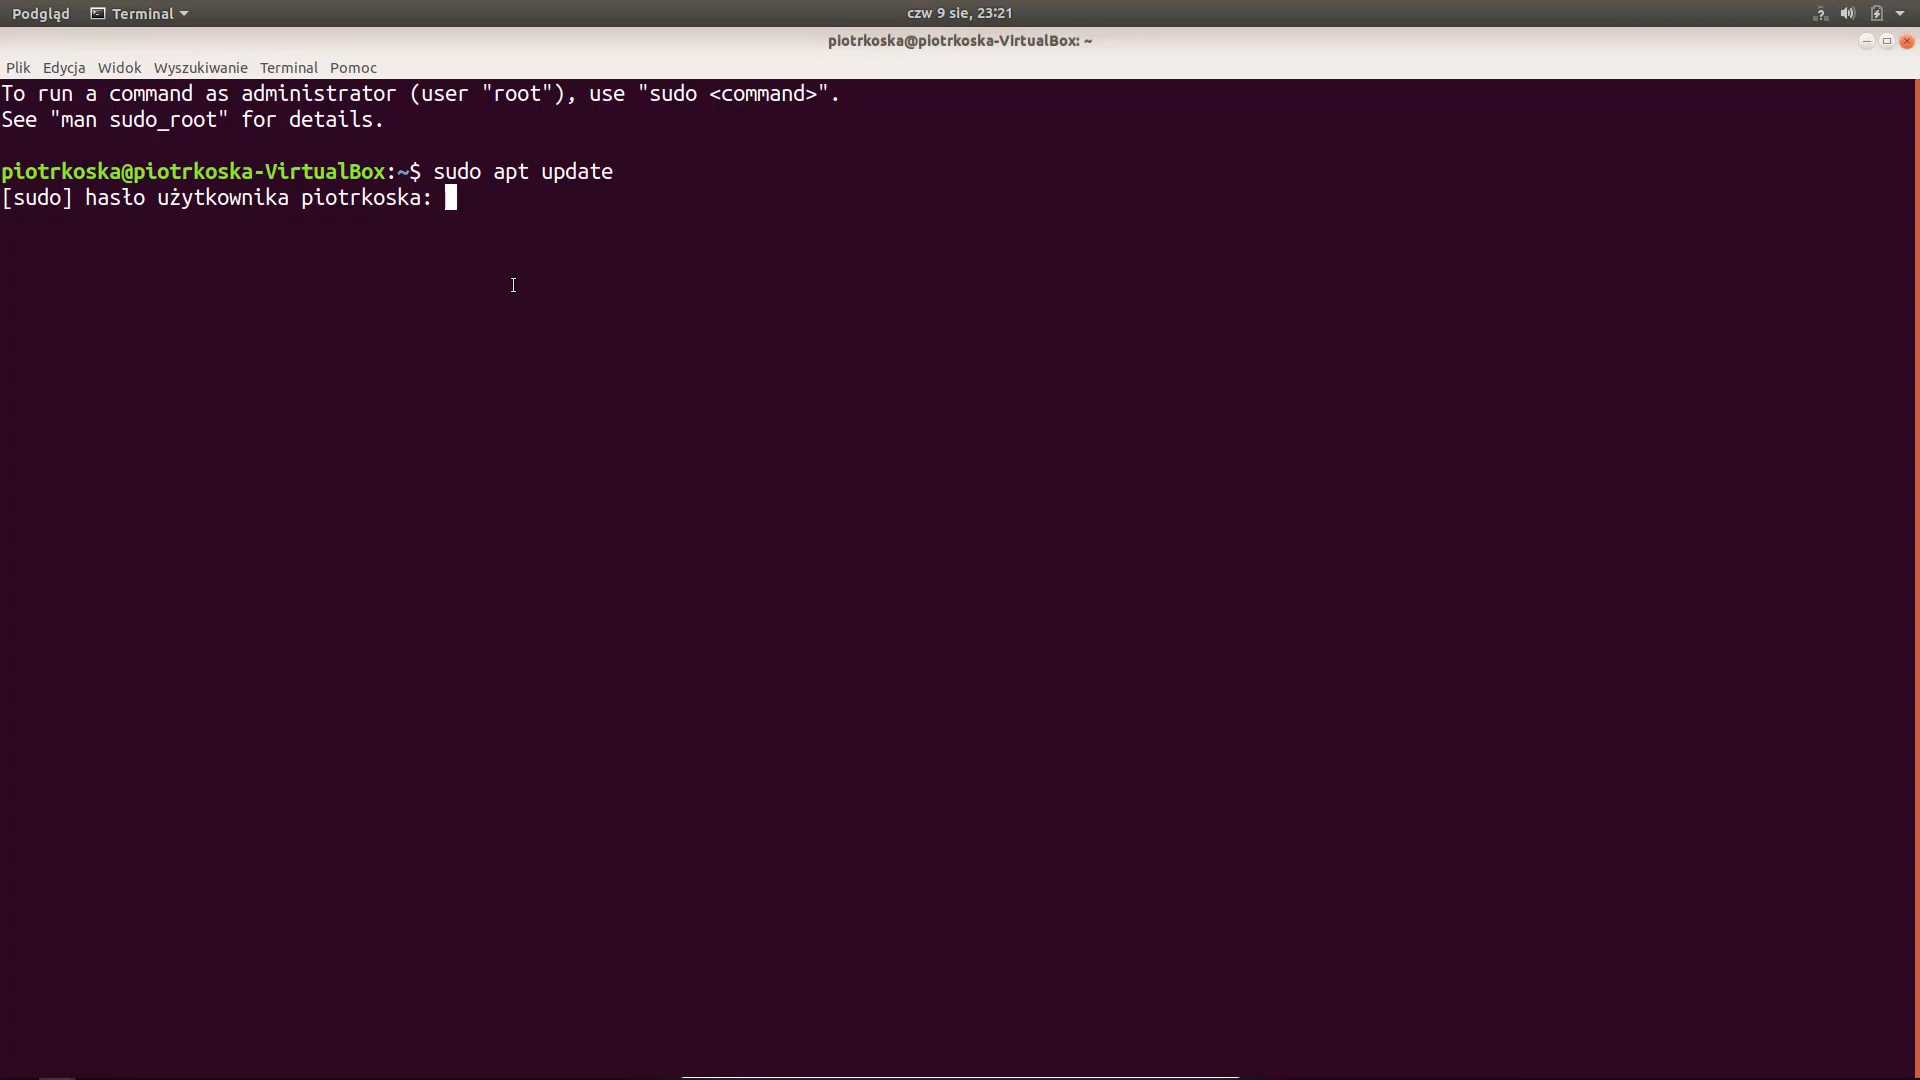 Podgląd Terminal czw 9 sie, 23:21
piotrkoska@piotrkoska-VirtualBox: ~
Plik Edycja Widok Wyszukiwanie Terminal Pomoc
To run a command as administrator (user "root"), use "sudo <command>".
See "man sudo_root" for details.
piotrkoska@piotrkoska-VirtualBox:~$ sudo apt update
[sudo] hasło użytkownika piotrkoska: